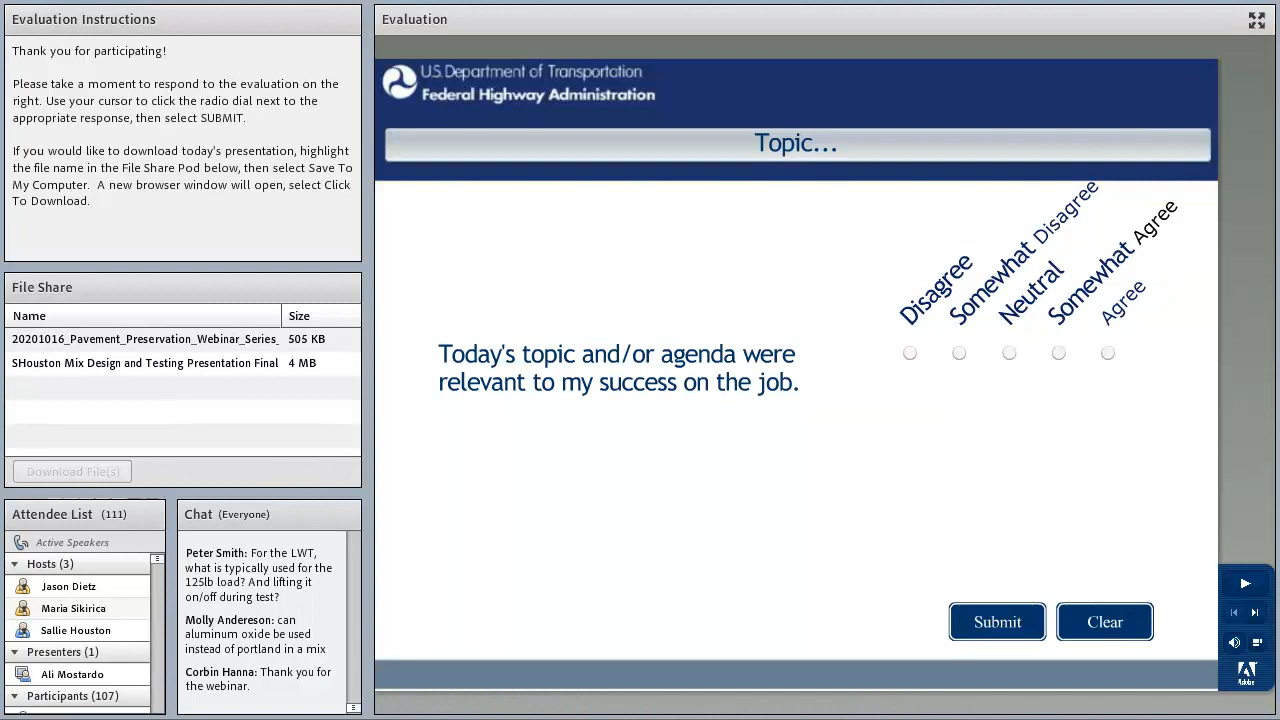 Evaluation Instructions
Thank you for participating!
Please take a moment to respond to the evaluation on the
right. Use your cursor to click the radio dial next to the
appropriate response, then select SUBMIT.
If you would like to download today's presentation, highlight
the file name in the File Share Pod below, then select Save To
My Computer. A new browser window will open, select Click
To Download.
File Share
Name Size
20201016_Pavement_Preservation_Webinar_Series_ 505 KB
SHouston Mix Design and Testing Presentation Final 4 MB
Download File(s)
Attendee List (111)
Active Speakers
Hosts (3)
Jason Dietz
Maria Sikirica
Sallie Houston
Presenters (1)
Ali Mostardo
Participants (107)
Chat (Everyone)
Peter Smith: For the LWT,
what is typically used for the
125lb load? And lifting it
on/off during test?
Molly Andereson: can
aluminum oxide be used
instead of portland in a mix
Corbin Hanna: Thank you for
the webinar.
Evaluation
U.S.Department of Transportation
Federal Highway Administration
Topic...
Disagree
Somewhat Disagree
Neutral
Somewhat Agree
Agree
Today's topic and/or agenda were
relevant to my success on the job.
Submit
Clear
Adobe